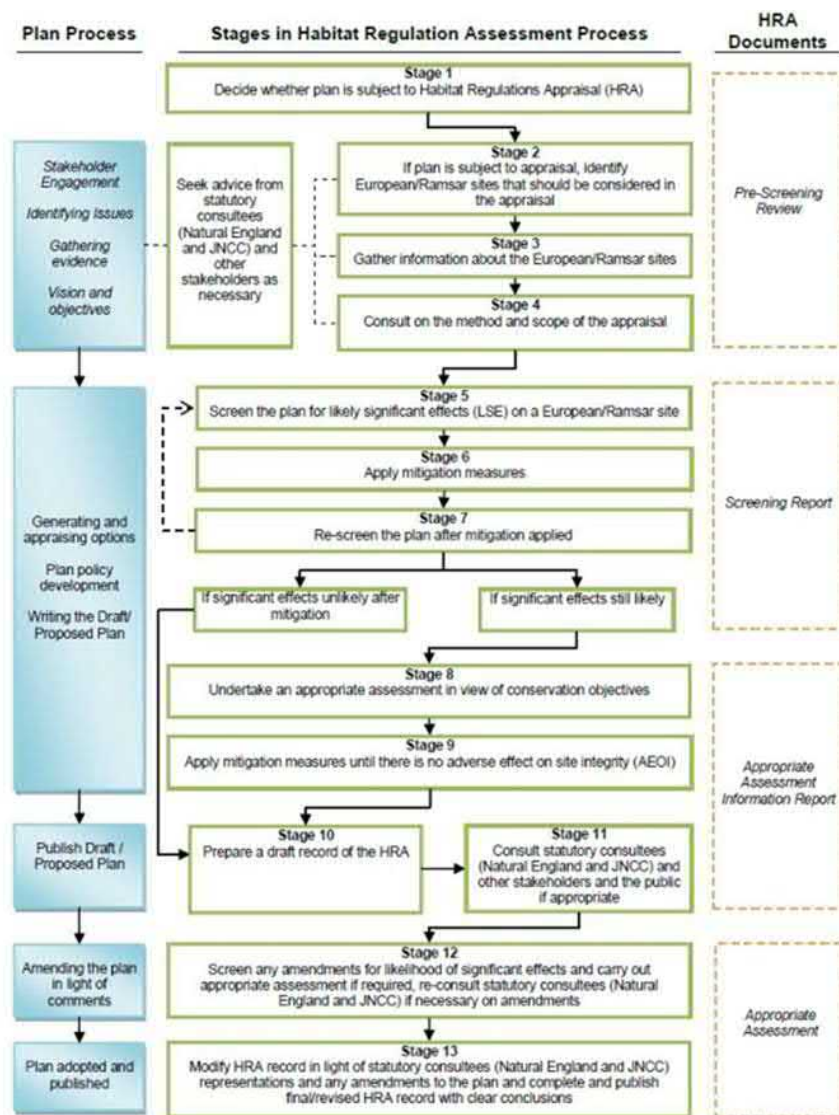 Plan Process
Stages in Habitat Regulation Assessment Process
HRA
Documents
Stage 1
Decide whether plan is subject to Habitat Regulations Appraisal (HRA)
Stakeholder
Engagement
Identifying Issues
Gathering
evidence
Vision and
objectives
Seek advice from
statutory
consultees
(Natural England
and JNCC) and
other
stakeholders as
necessary
Stage 2
If plan is subject to appraisal, identify
European/Ramsar sites that should be considered in
the appraisal
Stage 3
Gather information about the European/Ramsar sites
Stage 4
Consult on the method and scope of the appraisal
Pre-Screening
Review
Generating and
appraising options
Plan policy
development
Writing the Draft/
Proposed Plan
Stage 5
Screen the plan for likely significant effects (LSE) on a European/Ramsar site
Stage 6
Apply mitigation measures
Stage 7
Re-screen the plan after mitigation applied
If significant effects unlikely after
mitigation
If significant effects still likely
Screening Report
Stage 8
Undertake an appropriate assessment in view of conservation objectives
Stage 9
Apply mitigation measures until there is no adverse effect on site integrity (AEOI)
Appropriate
Assessment
Information Report
Publish Draft /
Proposed Plan
Stage 10
Prepare a draft record of the HRA
Stage 11
Consult statutory consultees
(Natural England and JNCC) and
other stakeholders and the public
if appropriate
Amending the plan
in light of
comments
Stage 12
Screen any amendments for likelihood of significant effects and carry out
appropriate assessment if required, re-consult statutory consultees (Natural
England and JNCC) if necessary on amendments
Appropriate
Assessment
Plan adopted and
published
Stage 13
Modify HRA record in light of statutory consultees (Natural England and JNCC)
representations and any amendments to the plan and complete and publish
final/revised HRA record with clear conclusions